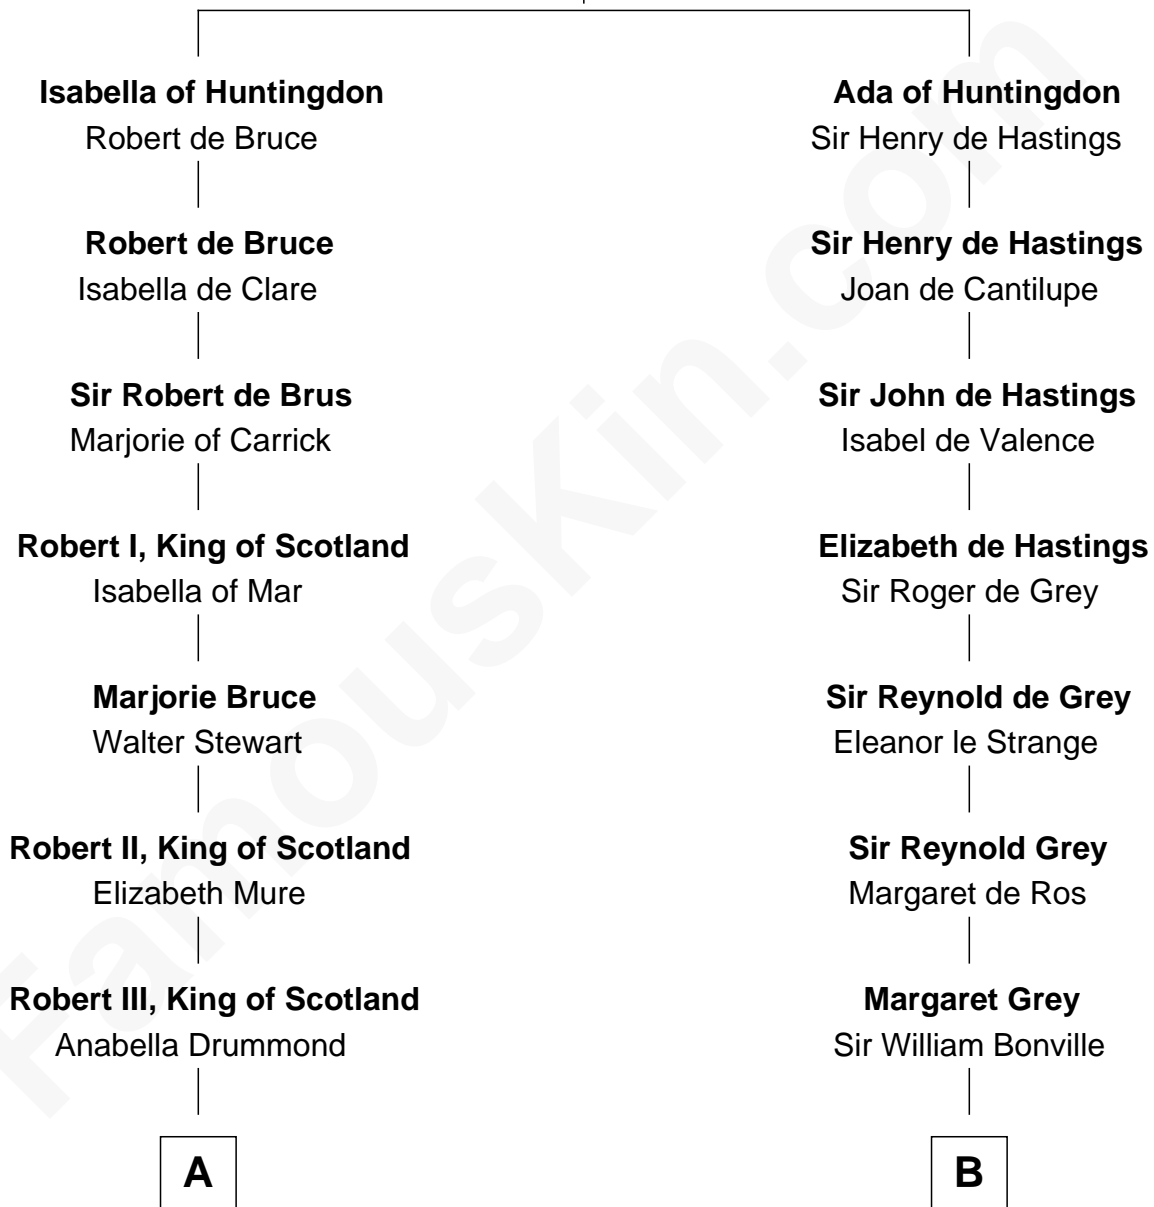 Isabella of Huntingdon
Robert de Bruce
Ada of Huntingdon
Sir Henry de Hastings
Robert de Bruce
Isabella de Clare
Sir Henry de Hastings
Joan de Cantilupe
Sir Robert de Brus
Marjorie of Carrick
Sir John de Hastings
Isabel de Valence
Robert I, King of Scotland
Isabella of Mar
Elizabeth de Hastings
Sir Roger de Grey
Marjorie Bruce
Walter Stewart
Sir Reynold de Grey
Eleanor le Strange
Robert II, King of Scotland
Elizabeth Mure
Sir Reynold Grey
Margaret de Ros
Robert III, King of Scotland
Anabella Drummond
Margaret Grey
Sir William Bonville
A
B
FamousKin.com